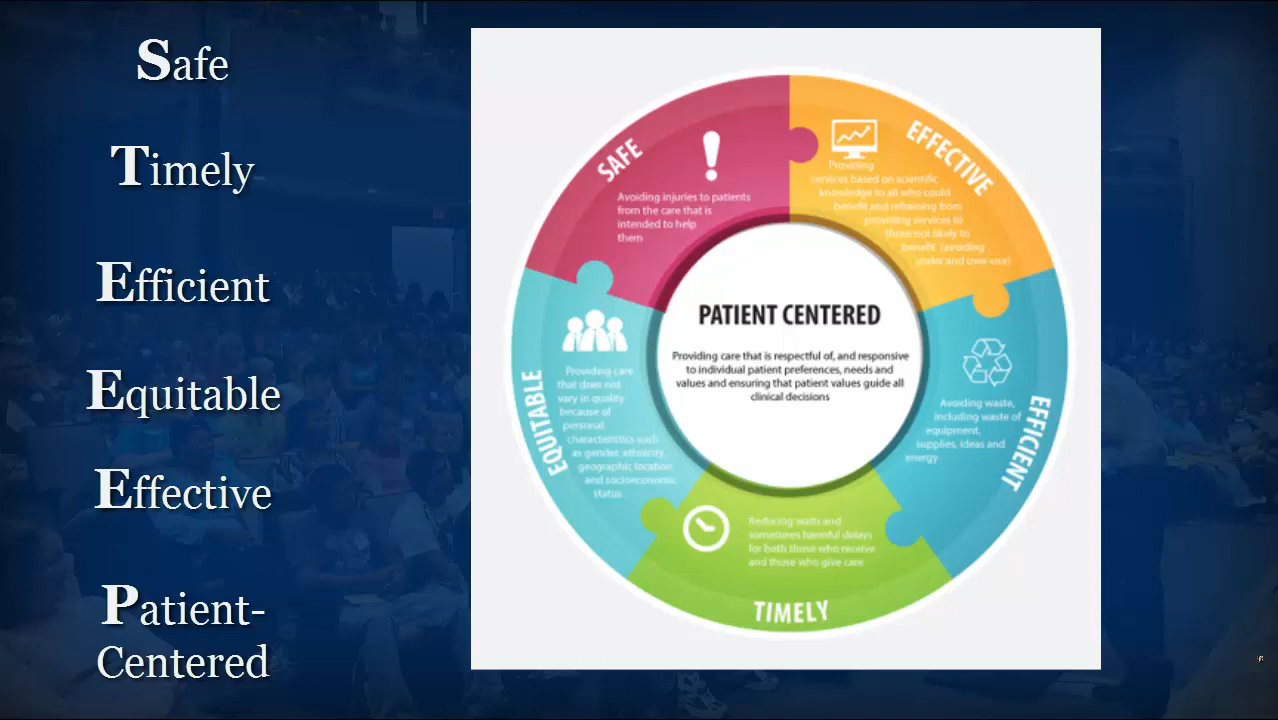 Safe
Timely
Efficient
Equitable
Effective
Patient-
Centered
SAFE
Avoiding injuries to patients
from the care that is
intended to help
them
EFFECTIVE
Providing
services based on scientific
knowledge to all who could
benefit and refraining from
providing services to
those not likely to
benefit (avoiding
under and over-use)
PATIENT CENTERED
Providing care that is respectful of, and responsive
to individual patient preferences, needs and
values and ensuring that patient values guide all
clinical decisions
EQUITABLE
Providing care
that does not
vary in quality
because of
personal
characteristics such
as gender, ethnicity,
geographic location
and socioeconomic
status
EFFICIENT
Avoiding waste,
including waste of
equipment,
supplies, ideas and
energy
Reducing waits and
sometimes harmful delays
for both those who receive
and those who give care
TIMELY